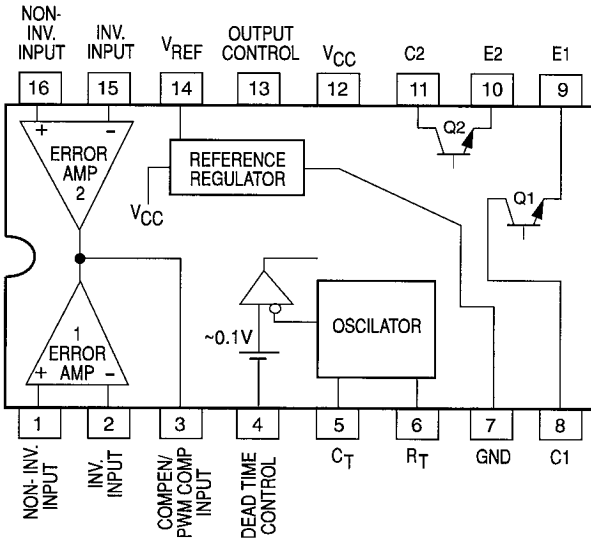 NON-
INV.
INPUT
INV.
INPUT
VREF
OUTPUT
CONTROL
VCC
C2
E2
E1
16
15
14
13
12
11
10
9
+
−
ERROR
AMP
2
REFERENCE
REGULATOR
VCC
Q2
Q1
1
ERROR
AMP
+
−
~0.1V
OSCILATOR
1
2
3
4
5
6
7
8
NON- INV.
INPUT
INV.
INPUT
COMPEN/
PWM COMP
INPUT
DEAD TIME
CONTROL
CT
RT
GND
C1